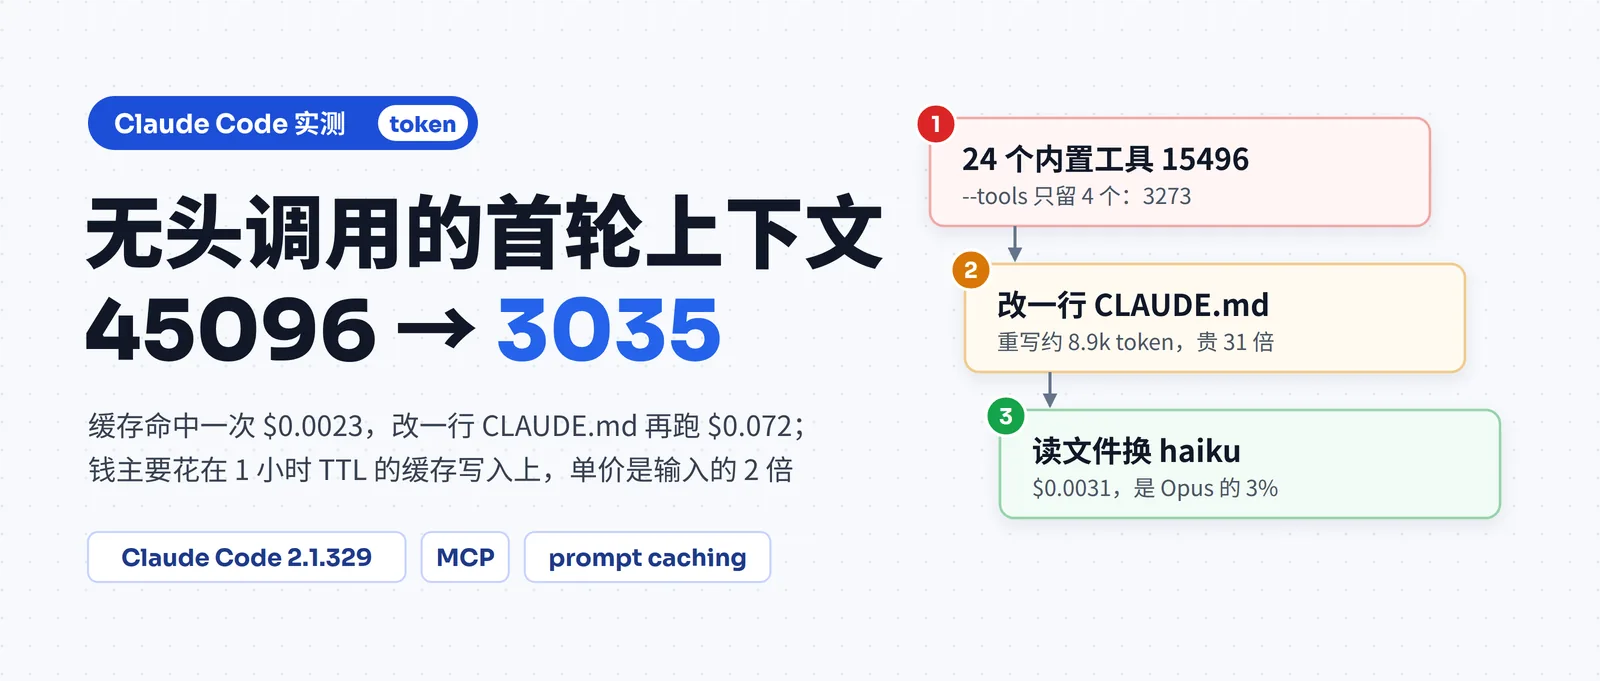 Claude Code 实测 token
无头调用的首轮上下文
45096 → 3035
缓存命中一次 $0.0023，改一行 CLAUDE.md 再跑 $0.072；
钱主要花在 1 小时 TTL 的缓存写入上，单价是输入的 2 倍
Claude Code 2.1.329
MCP
prompt caching
1
24 个内置工具 15496
--tools 只留 4 个：3273
2
改一行 CLAUDE.md
重写约 8.9k token，贵 31 倍
3
读文件换 haiku
$0.0031，是 Opus 的 3%